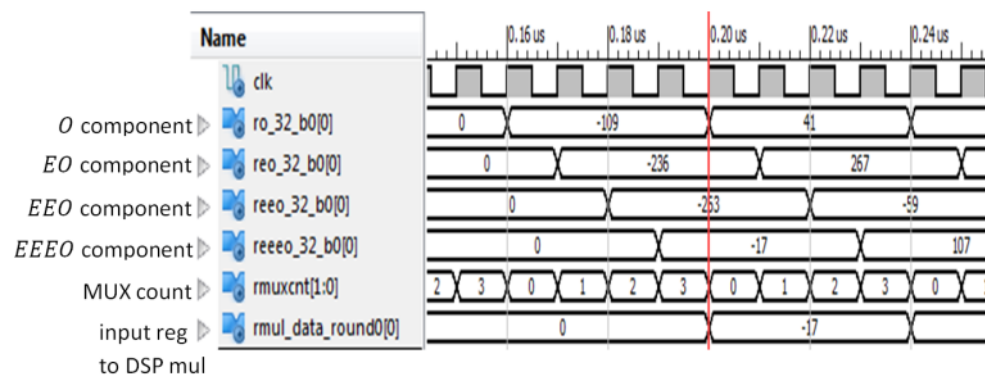 Name
0.16 us 0.18 us 0.20 us 0.22 us 0.24 us
clk
O component ro_32_b0[0] 0 -109 41
EO component reo_32_b0[0] 0 -236 267
EEO component reeo_32_b0[0] 0 -253 -59
EEEO component reeeo_32_b0[0] 0 -17 107
MUX count rmuxcnt[1:0] 2 3 0 1 2 3 0 1 2 3 0
input reg rmul_data_round0[0] 0 -17
to DSP mul